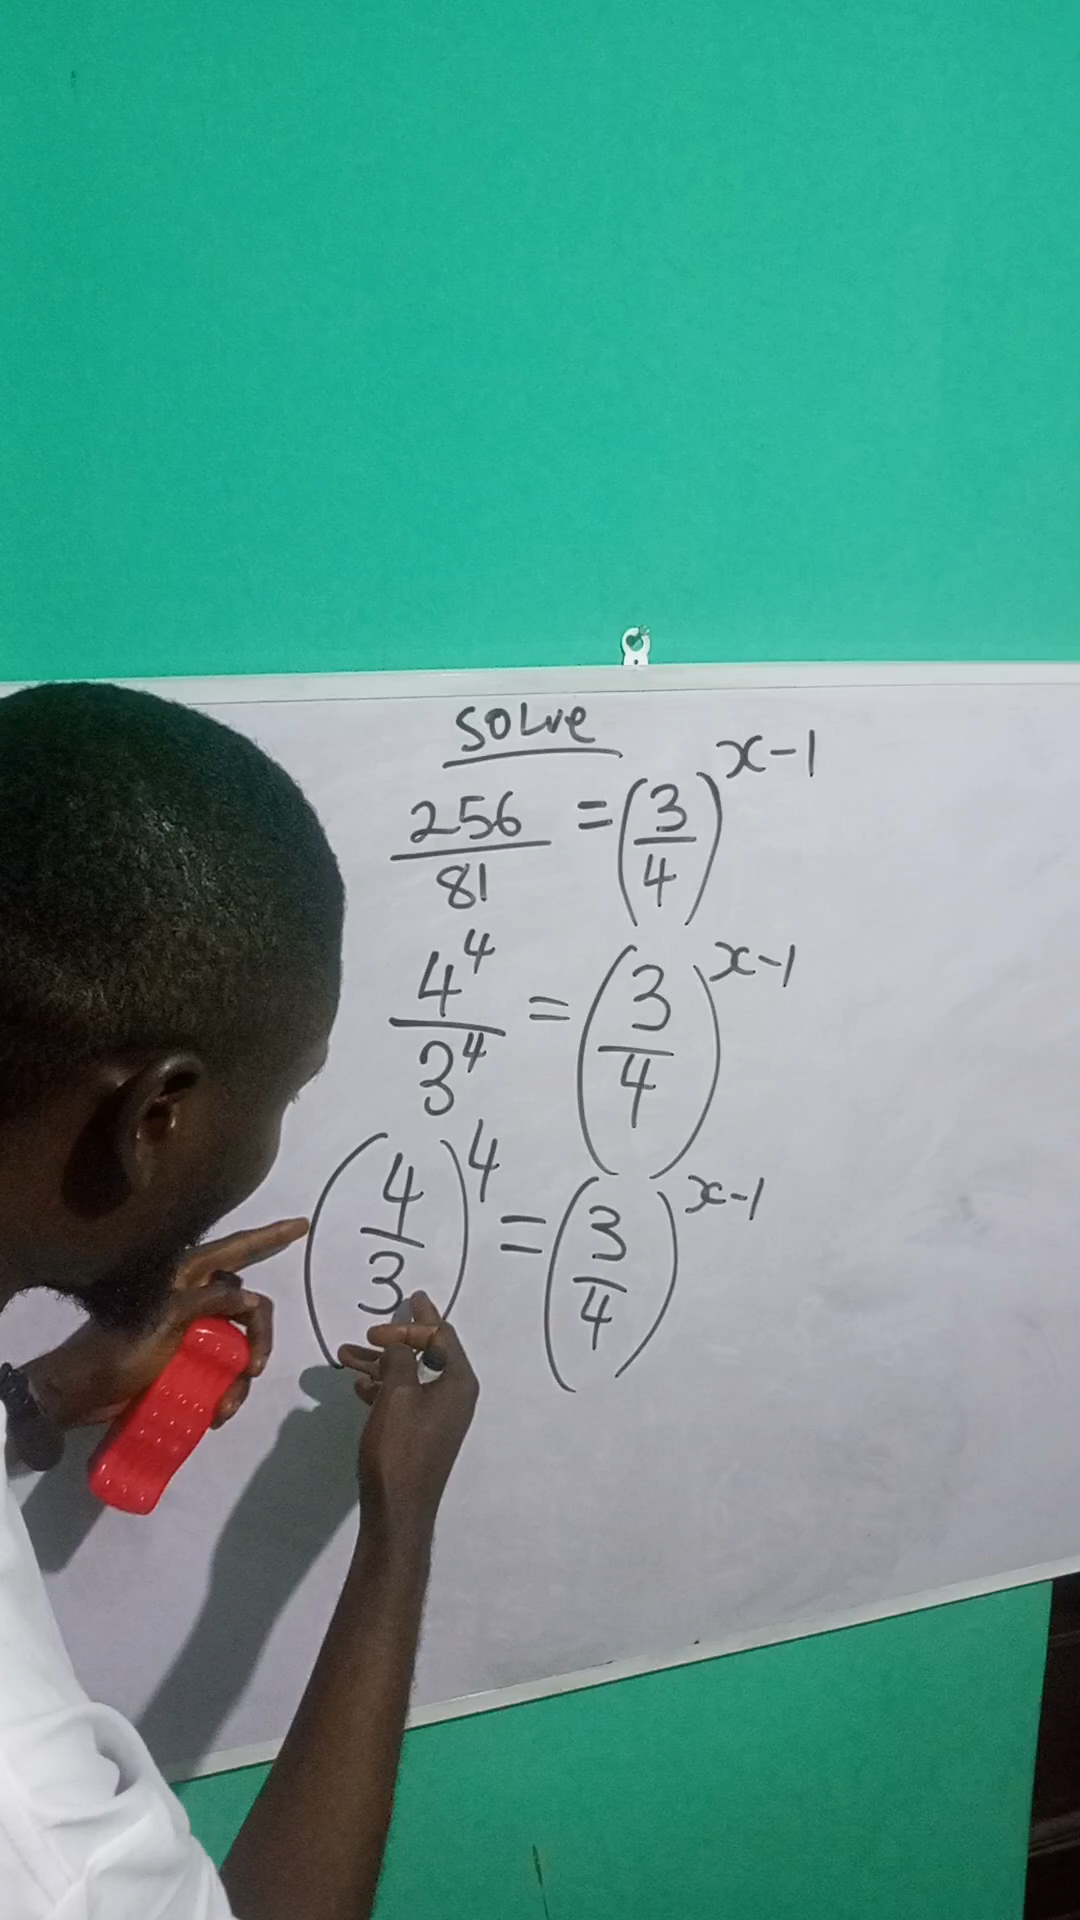 solve
256/81 = (3/4)^(x-1)
4^4/3^4 = (3/4)^(x-1)
(4/3)^4 = (3/4)^(x-1)